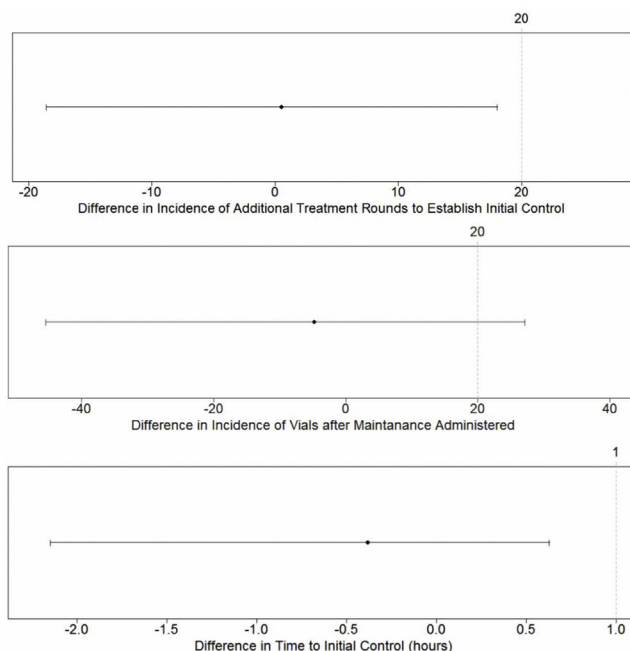 20
-20 -10 0 10 20
Difference in Incidence of Additional Treatment Rounds to Establish Initial Control
20
-40 -20 0 20 40
Difference in Incidence of Vials after Maintanance Administered
1
-2.0 -1.5 -1.0 -0.5 0.0 0.5 1.0
Difference in Time to Initial Control (hours)